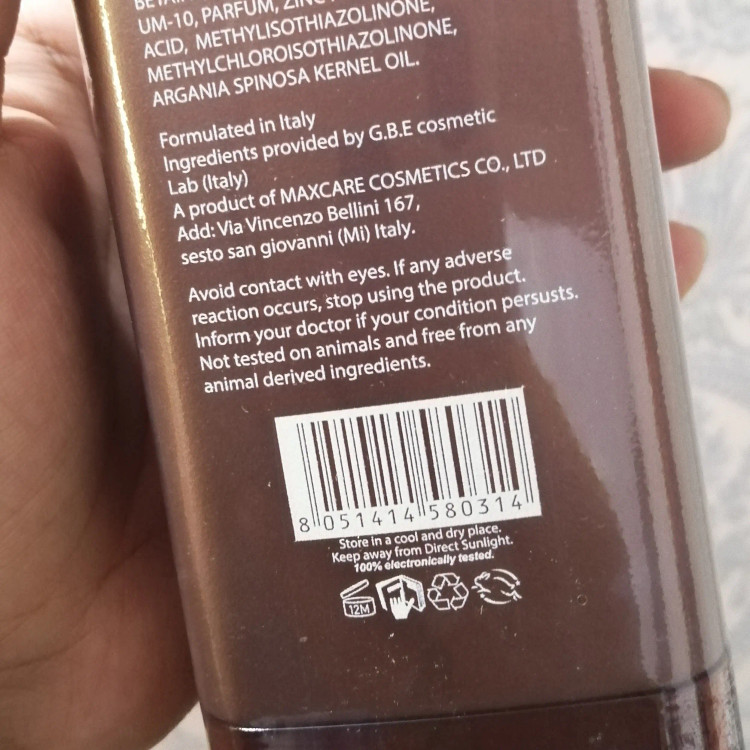 UM-10, PARFUM,
ACID, METHYLISOTHIAZOLINONE,
METHYLCHLOROISOTHIAZOLINONE,
ARGANIA SPINOSA KERNEL OIL.
Formulated in Italy
Ingredients provided by G.B.E cosmetic
Lab (Italy)
A product of MAXCARE COSMETICS CO., LTD
Add: Via Vincenzo Bellini 167,
sesto san giovanni (Mi) Italy.
Avoid contact with eyes. If any adverse
reaction occurs, stop using the product.
Inform your doctor if your condition persusts.
Not tested on animals and free from any
animal derived ingredients.
8 051414 580314
Store in a cool and dry place.
Keep away from Direct Sunlight.
100% electronically tested.
12M